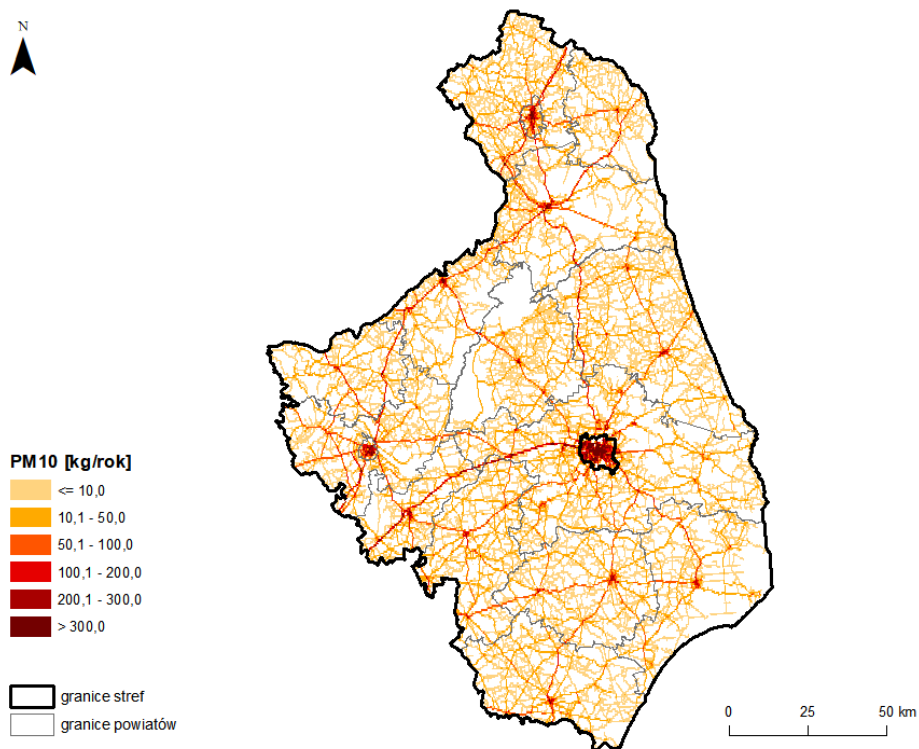 N
PM10 [kg/rok]
<= 10,0
10,1 - 50,0
50,1 - 100,0
100,1 - 200,0
200,1 - 300,0
> 300,0
granice stref
granice powiatów
0 25 50 km